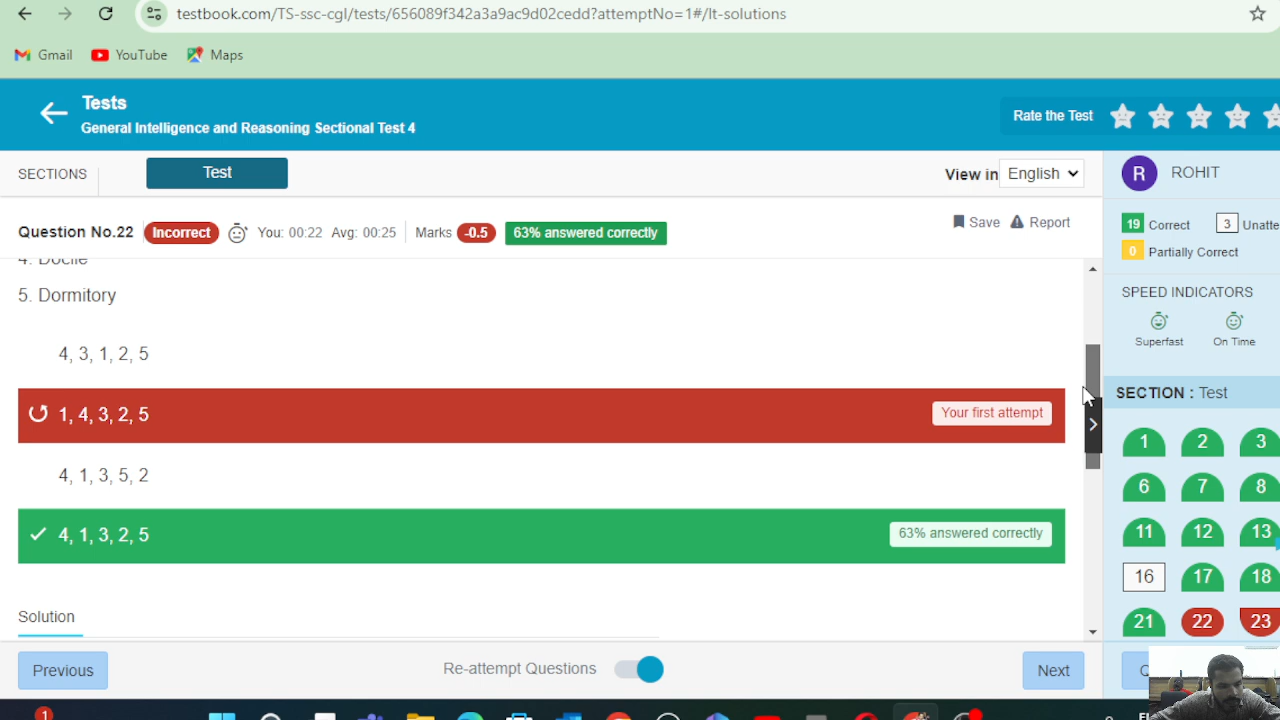 testbook.com/TS-ssc-cgl/tests/656089f342a3a9ac9d02cedd?attemptNo=1#/lt-solutions
Gmail YouTube Maps
Tests
General Intelligence and Reasoning Sectional Test 4
Rate the Test
SECTIONS Test View in English
R ROHIT
Question No.22 Incorrect You: 00:22 Avg: 00:25 Marks -0.5 63% answered correctly Save Report
19 Correct 3 Unatte
0 Partially Correct
4. Docile
5. Dormitory
4, 3, 1, 2, 5
1, 4, 3, 2, 5 Your first attempt
4, 1, 3, 5, 2
4, 1, 3, 2, 5 63% answered correctly
Solution
SPEED INDICATORS
Superfast On Time
SECTION : Test
1 2 3
6 7 8
11 12 13
16 17 18
21 22 23
Previous Re-attempt Questions Next
1